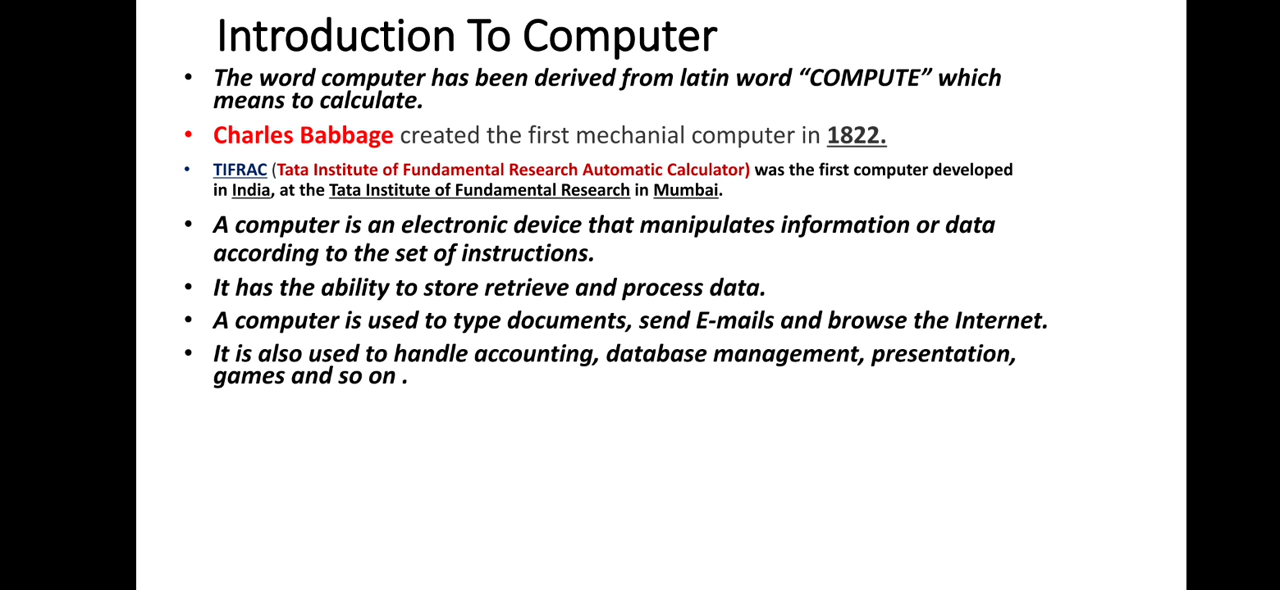 Introduction To Computer
• The word computer has been derived from latin word “COMPUTE” which
means to calculate.
• Charles Babbage created the first mechanial computer in 1822.
• TIFRAC (Tata Institute of Fundamental Research Automatic Calculator) was the first computer developed
in India, at the Tata Institute of Fundamental Research in Mumbai.
• A computer is an electronic device that manipulates information or data
according to the set of instructions.
• It has the ability to store retrieve and process data.
• A computer is used to type documents, send E-mails and browse the Internet.
• It is also used to handle accounting, database management, presentation,
games and so on .